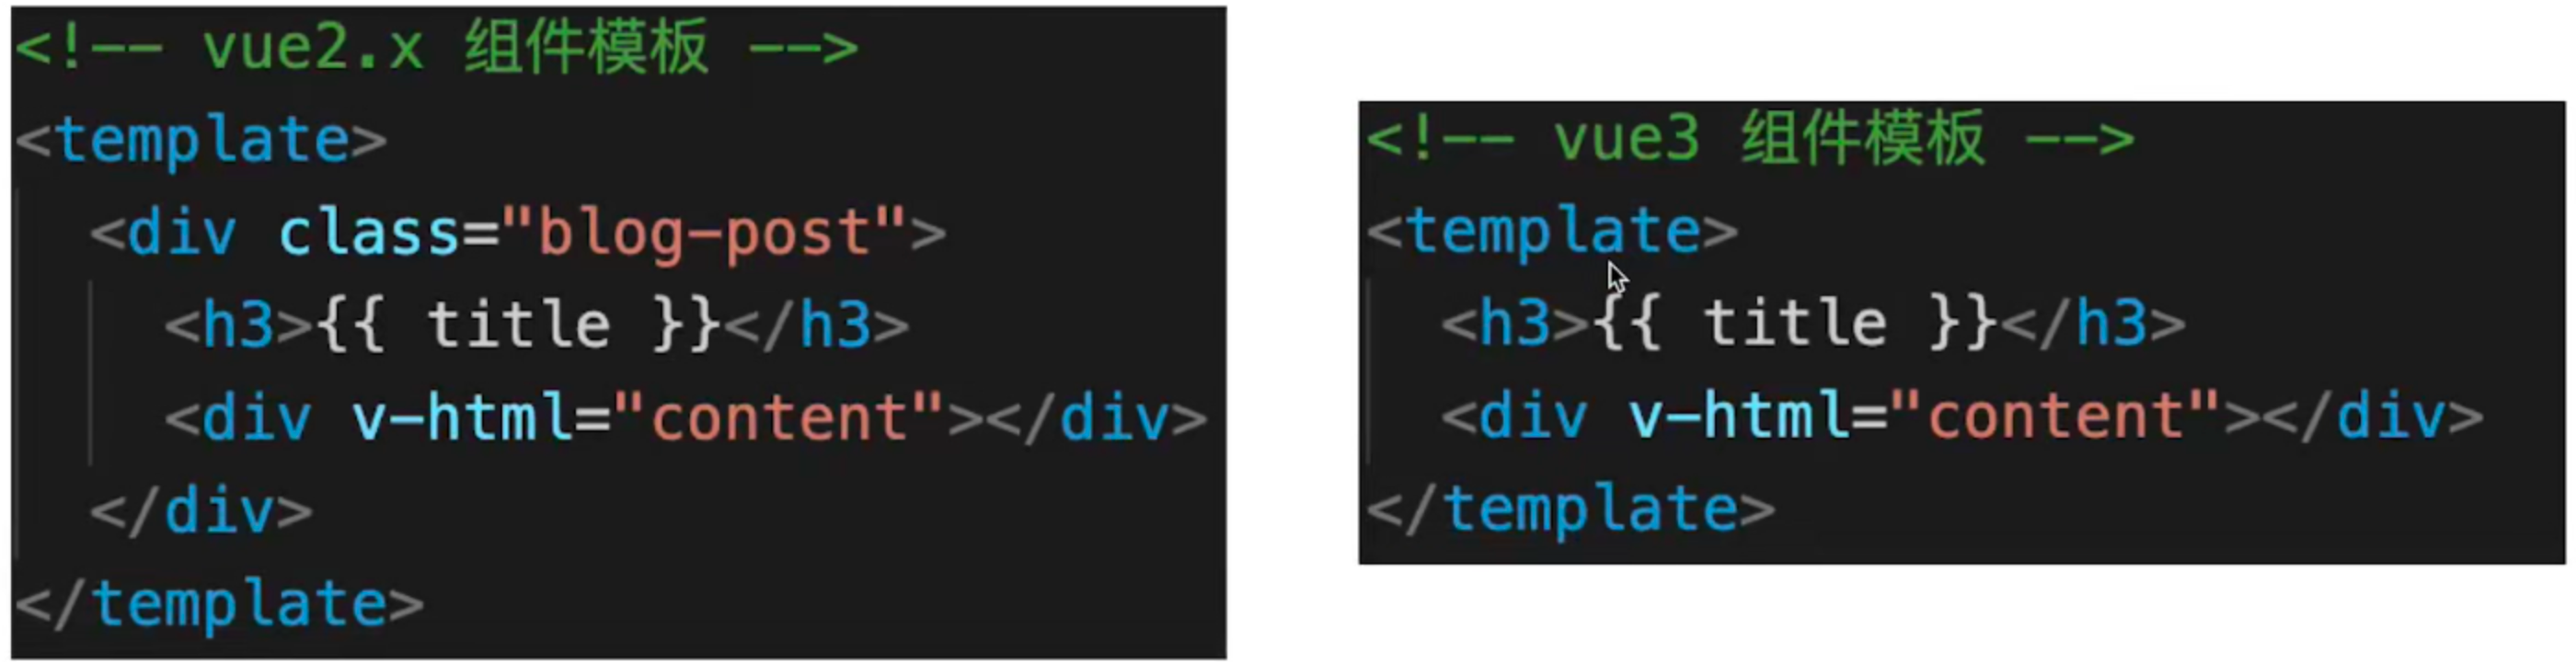 <!-- vue2.x 组件模板 -->
<template>
  <div class="blog-post">
    <h3>{{ title }}</h3>
    <div v-html="content"></div>
  </div>
</template>
<!-- vue3 组件模板 -->
<template>
  <h3>{{ title }}</h3>
  <div v-html="content"></div>
</template>